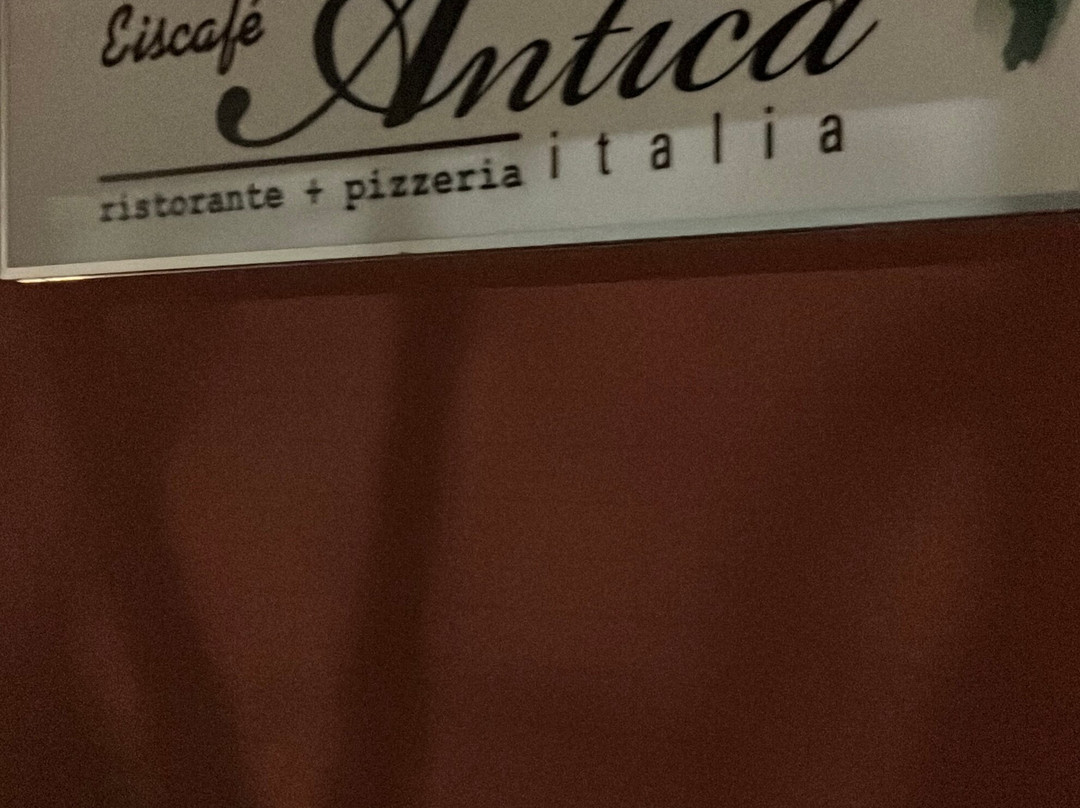 Eiscafé
Antica
italia
ristorante + pizzeria